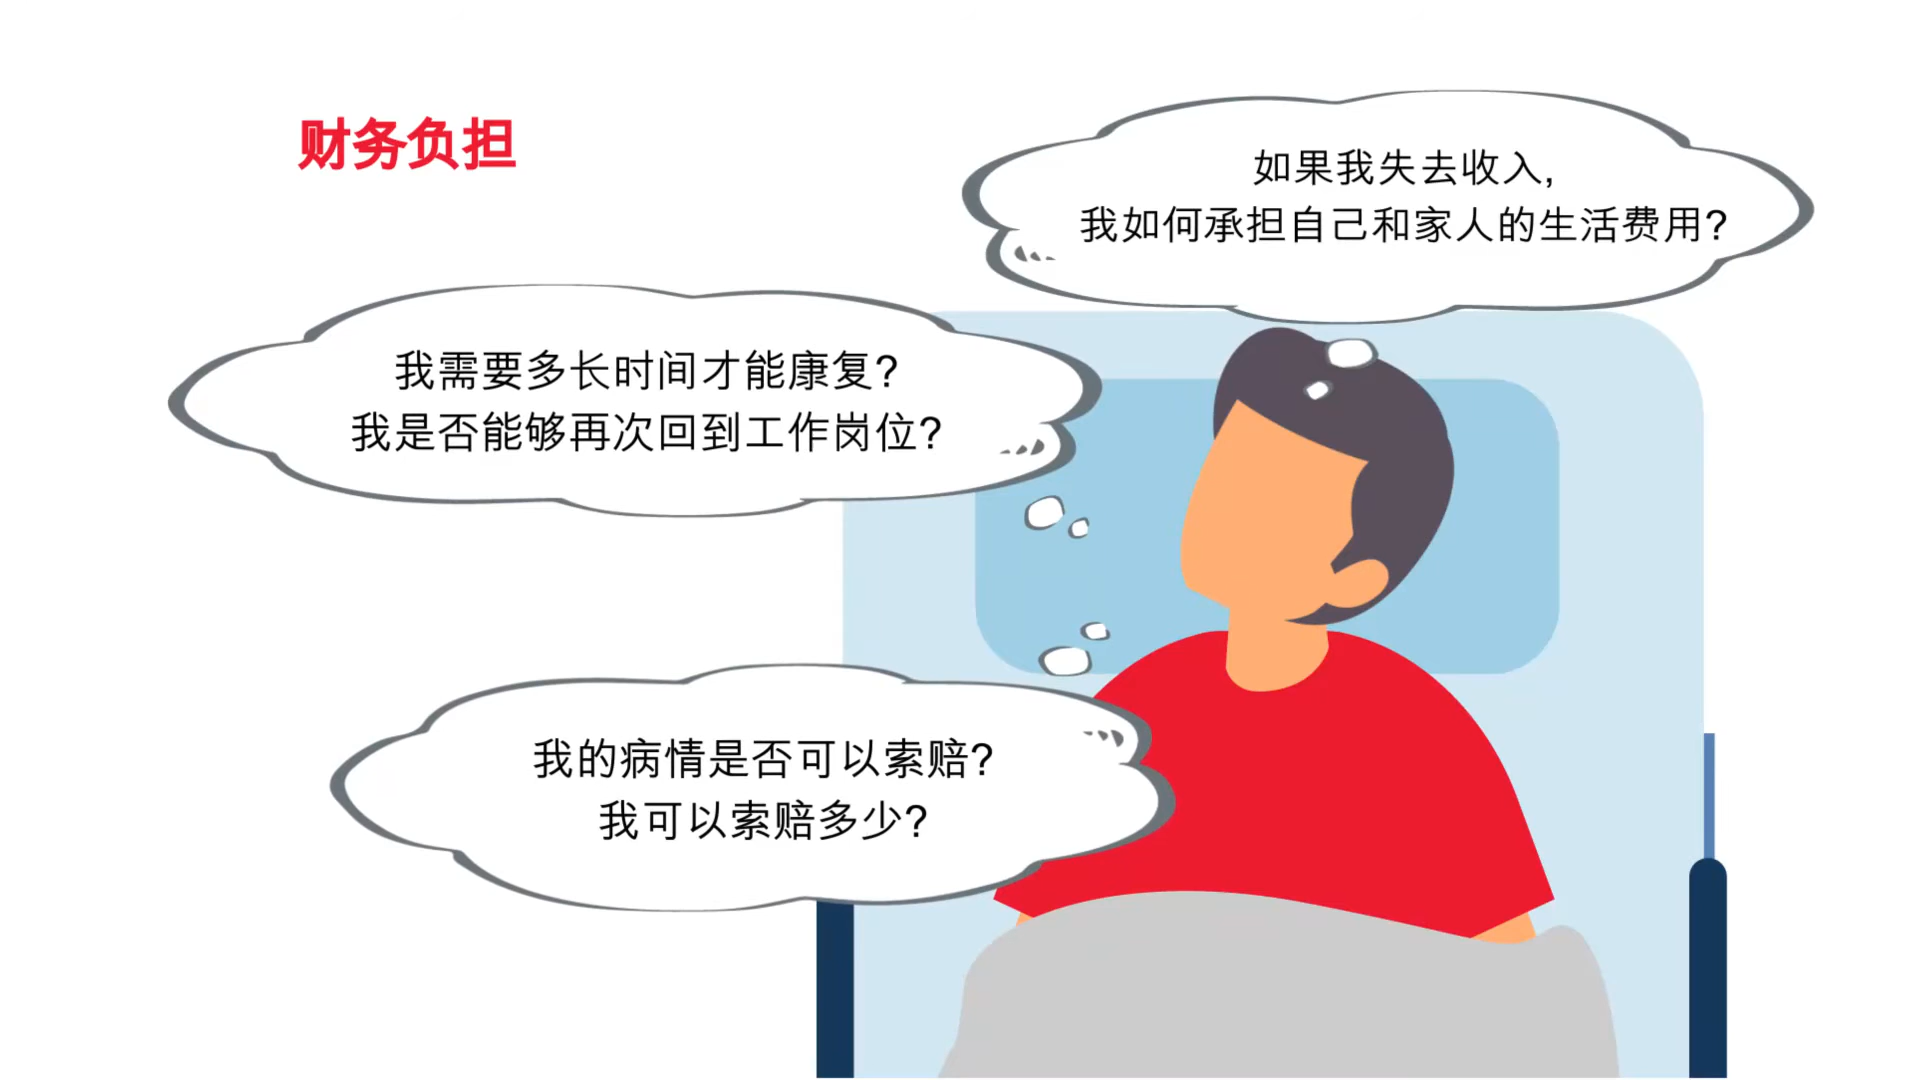 财务负担
如果我失去收入,
我如何承担自己和家人的生活费用?
我需要多长时间才能康复?
我是否能够再次回到工作岗位?
我的病情是否可以索赔?
我可以索赔多少?